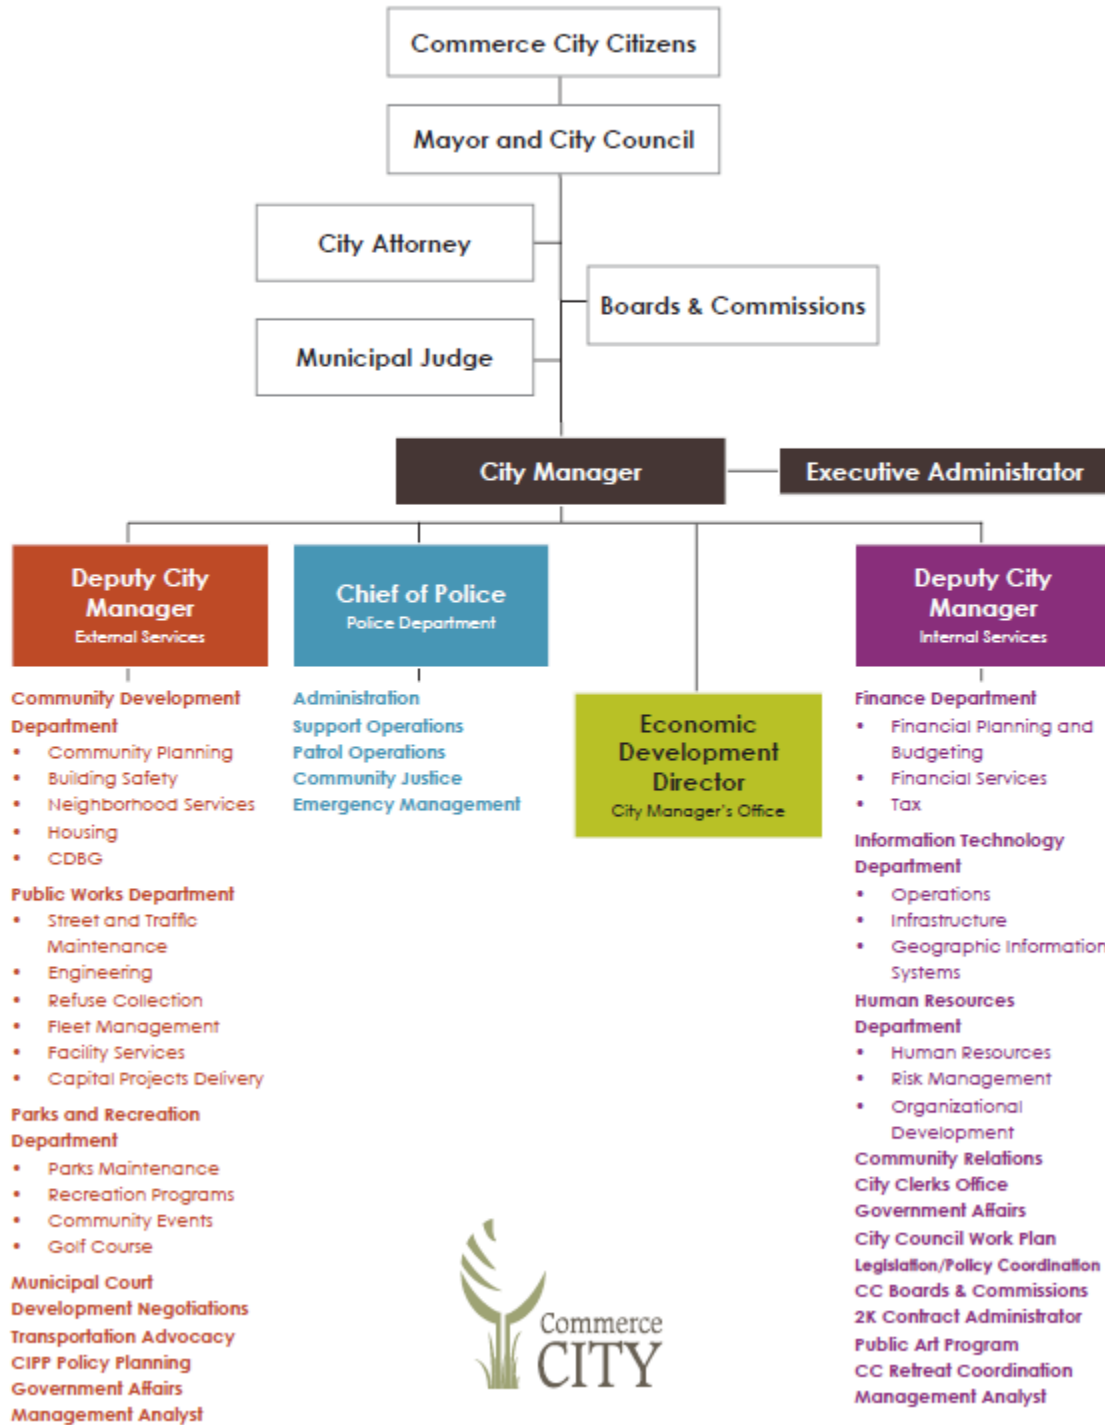 Commerce City Citizens
Mayor and City Council
City Attorney
Boards & Commissions
Municipal Judge
City Manager
Executive Administrator
Deputy City
Manager
External Services
Community Development
Department
• Community Planning
• Building Safety
• Neighborhood Services
• Housing
• CDBG
Public Works Department
• Street and Traffic
Maintenance
• Engineering
• Refuse Collection
• Fleet Management
• Facility Services
• Capital Projects Delivery
Parks and Recreation
Department
• Parks Maintenance
• Recreation Programs
• Community Events
• Golf Course
Municipal Court
Development Negotiations
Transportation Advocacy
CIPP Policy Planning
Government Affairs
Management Analyst
Chief of Police
Police Department
Administration
Support Operations
Patrol Operations
Community Justice
Emergency Management
Economic
Development
Director
City Manager's Office
Deputy City
Manager
Internal Services
Finance Department
• Financial Planning and
Budgeting
• Financial Services
• Tax
Information Technology
Department
• Operations
• Infrastructure
• Geographic Information
Systems
Human Resources
Department
• Human Resources
• Risk Management
• Organizational
Development
Community Relations
City Clerks Office
Government Affairs
City Council Work Plan
Legislation/Policy Coordination
CC Boards & Commissions
2K Contract Administrator
Public Art Program
CC Retreat Coordination
Management Analyst
Commerce
CITY